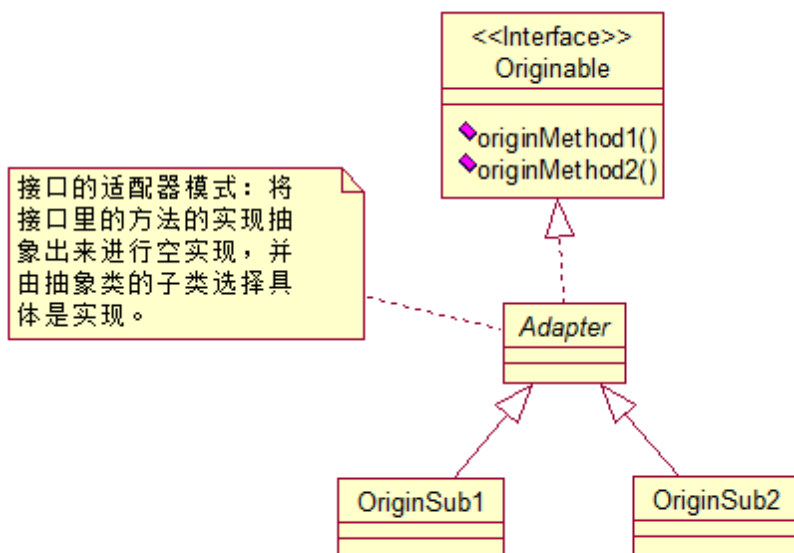 <<Interface>>
Originable
originMethod1()
originMethod2()
接口的适配器模式：将
接口里的方法的实现抽
象出来进行空实现，并
由抽象类的子类选择具
体是实现。
Adapter
OriginSub1
OriginSub2